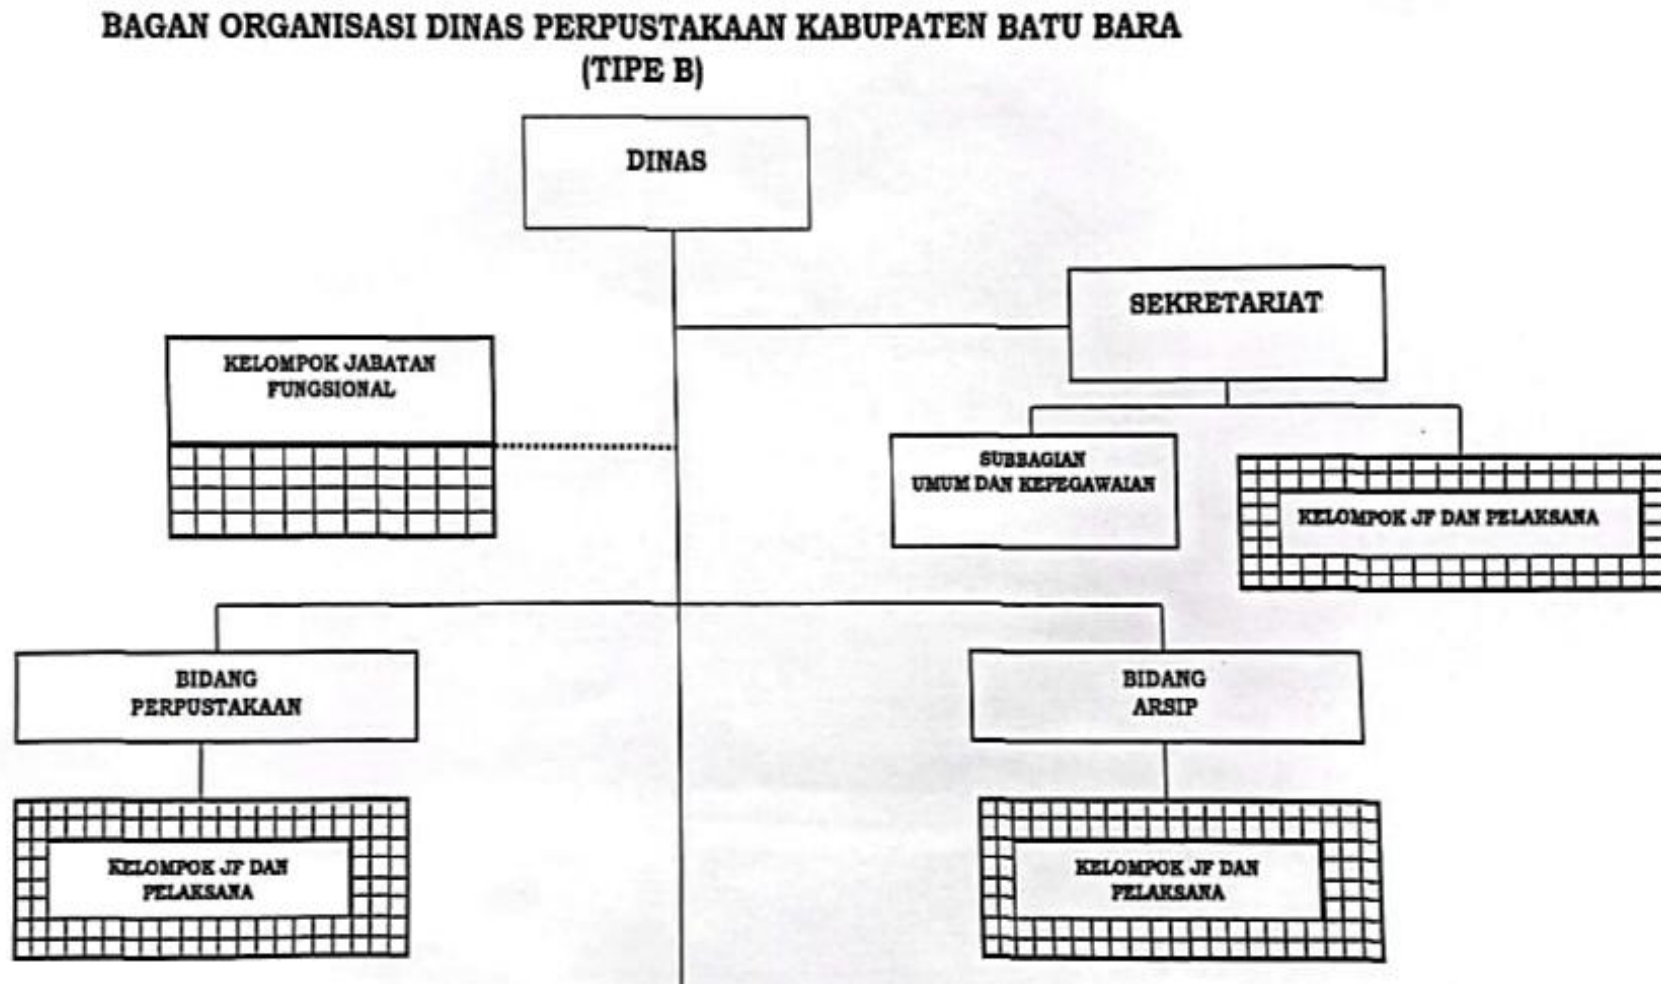 BAGAN ORGANISASI DINAS PERPUSTAKAAN KABUPATEN BATU BARA
(TIPE B)
DINAS
SEKRETARIAT
KELOMPOK JABATAN
FUNGSIONAL
SUBBAGIAN
UMUM DAN KEPEGAWAIAN
KELOMPOK JF DAN PELAKSANA
BIDANG
PERPUSTAKAAN
BIDANG
ARSIP
KELOMPOK JF DAN
PELAKSANA
KELOMPOK JF DAN
PELAKSANA